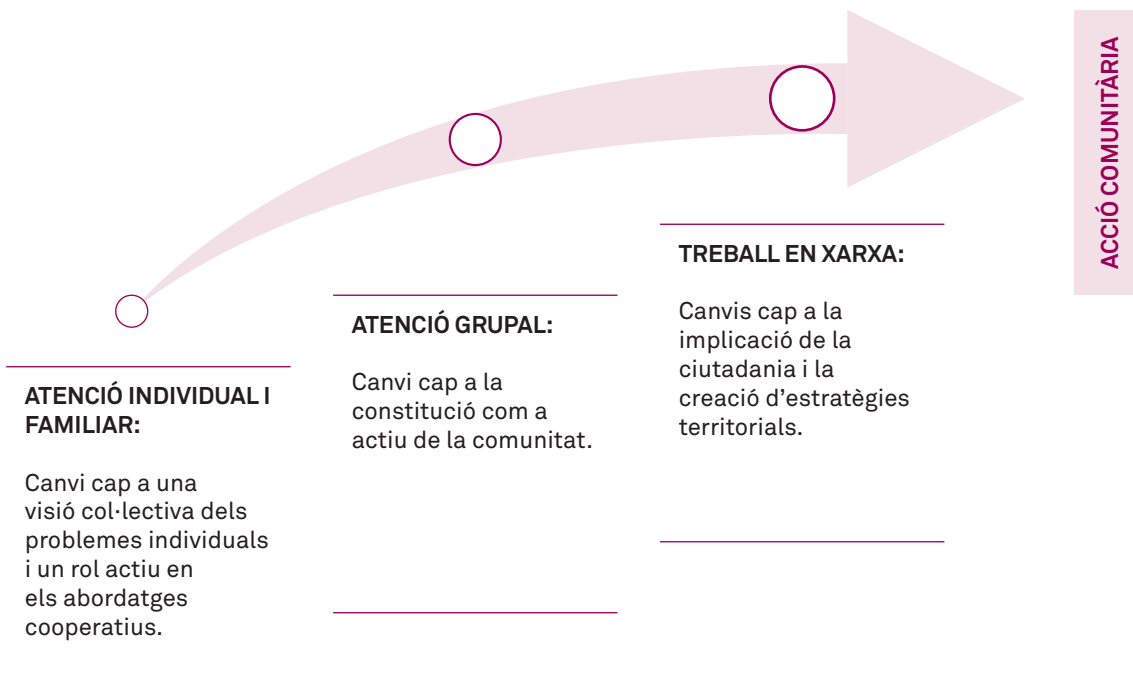 ATENCIÓ INDIVIDUAL I
FAMILIAR:
Canvi cap a una
visió col·lectiva dels
problemes individuals
i un rol actiu en
els abordatges
cooperatius.
ATENCIÓ GRUPAL:
Canvi cap a la
constitució com a
actiu de la comunitat.
TREBALL EN XARXA:
Canvis cap a la
implicació de la
ciutadania i la
creació d'estratègies
territorials.
ACCIÓ COMUNITÀRIA